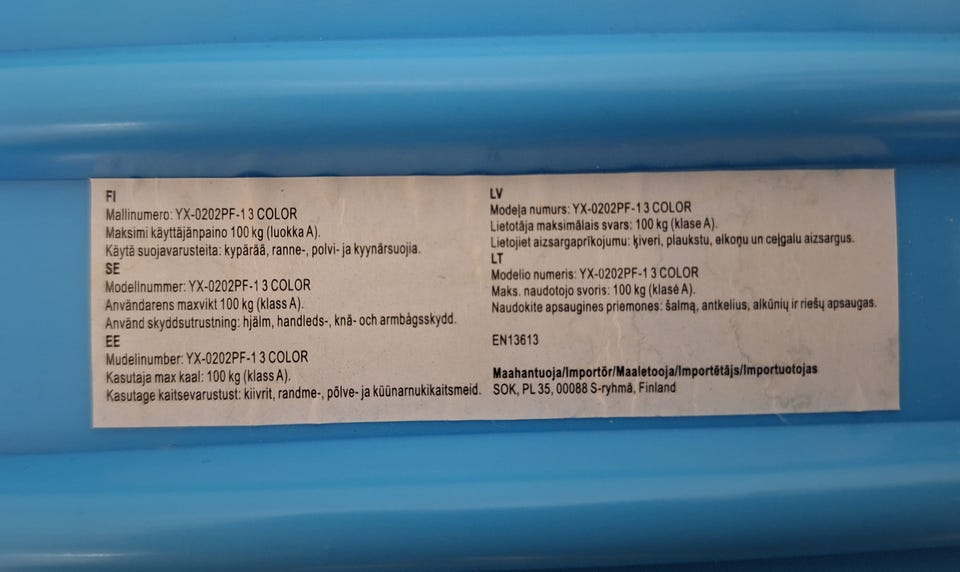 FI
Mallinumero: YX-0202PF-1 3 COLOR
Maksimi käyttäjänpaino 100 kg (luokka A).
Käytä suojavarusteita: kypärää, ranne-, polvi- ja kyynärsuojia.
SE
Modelinummer: YX-0202PF-1 3 COLOR
Användarens maxvikt 100 kg (klass A).
Använd skyddsutrustning: hjälm, handleds-, knä- och armbågsskydd.
EE
Mudelinumber: YX-0202PF-1 3 COLOR
Kasutaja max kaal: 100 kg (klass A).
Kasutage kaitsevarustust: kiivrit, randme-, põlve- ja küünarnukikaitsmeid.
LV
Modeļa numurs: YX-0202PF-1 3 COLOR
Lietotāja maksimālais svars: 100 kg (klase A).
Lietojiet aizsargaprīkojumu: ķiveri, plaukstu, elkoņu un ceļgalu aizsargus.
LT
Modelio numeris: YX-0202PF-1 3 COLOR
Maks. naudotojo svoris: 100 kg (klasė A).
Naudokite apsaugines priemones: šalmą, antkelius, alkūnių ir riešų apsaugas.
EN13613
Maahantuoja/Importör/Maaletooja/Importētājs/Importuotojas
SOK, PL 35, 00088 S-ryhmä, Finland